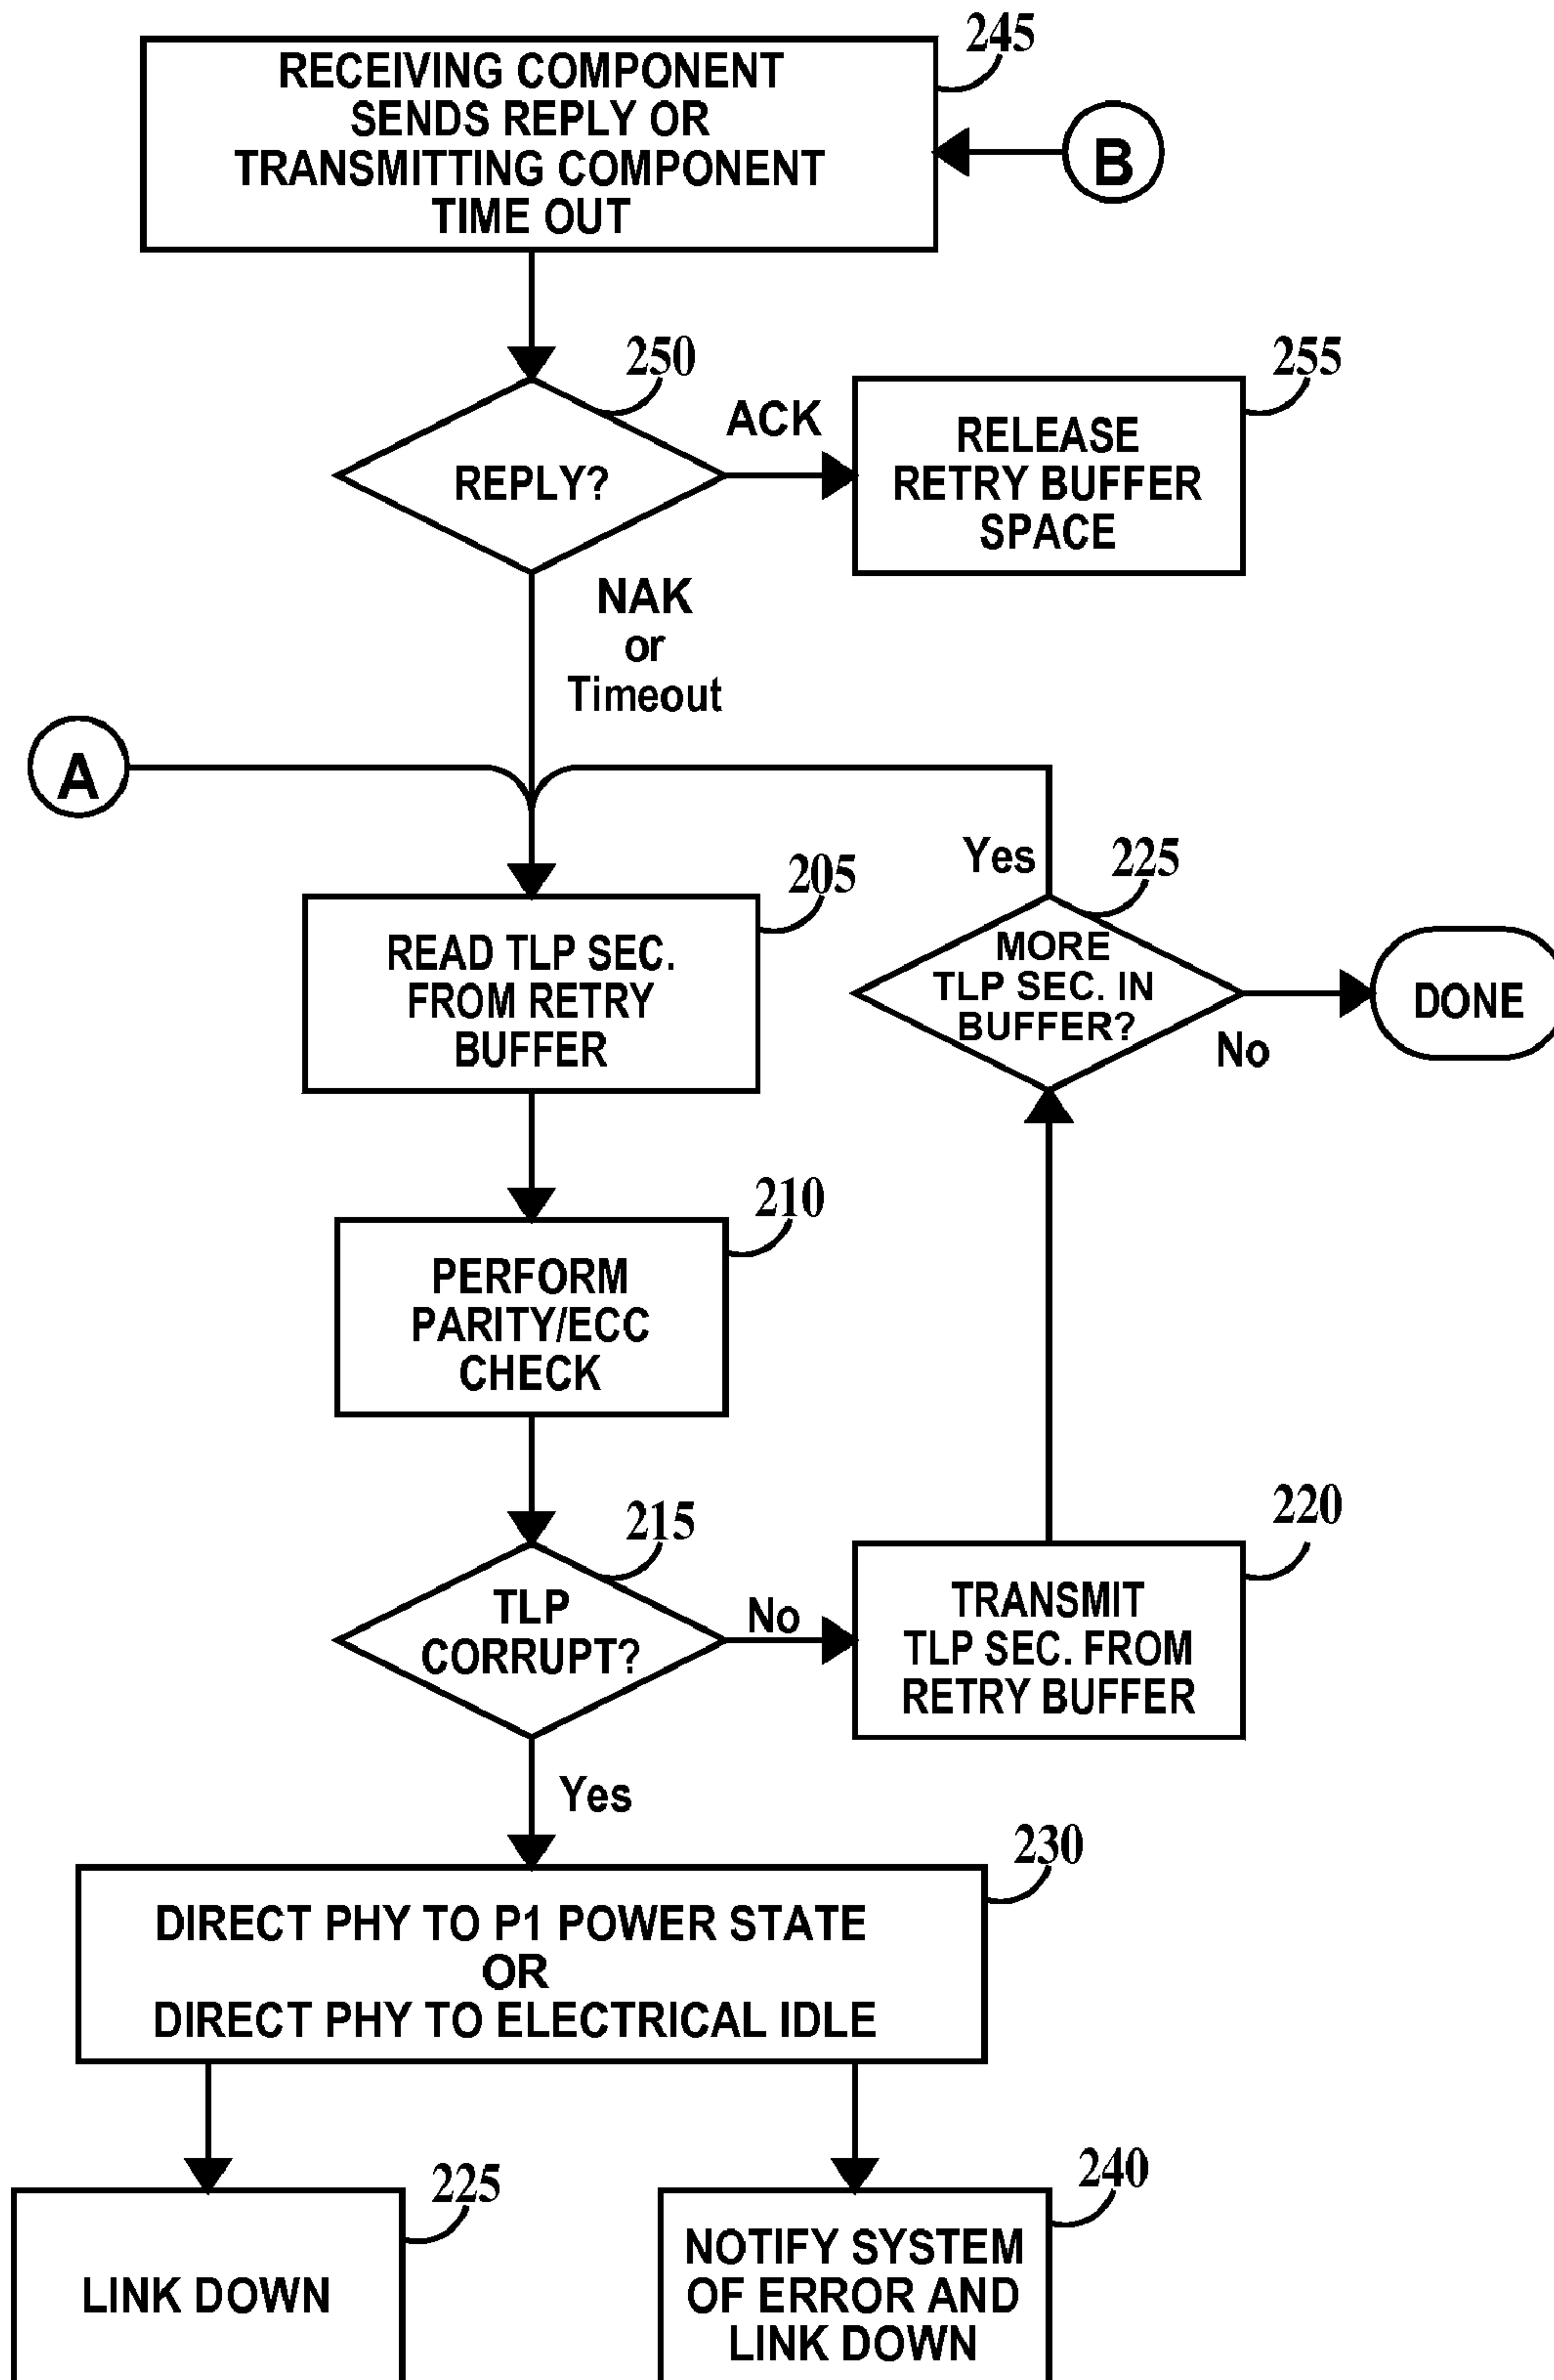 245
RECEIVING COMPONENT
SENDS REPLY OR
TRANSMITTING COMPONENT
TIME OUT
B
250
REPLY?
ACK
255
RELEASE
RETRY BUFFER
SPACE
NAK
or
Timeout
A
205
READ TLP SEC.
FROM RETRY
BUFFER
Yes
225
MORE
TLP SEC. IN
BUFFER?
No
DONE
210
PERFORM
PARITY/ECC
CHECK
215
TLP
CORRUPT?
No
220
TRANSMIT
TLP SEC. FROM
RETRY BUFFER
Yes
230
DIRECT PHY TO P1 POWER STATE
OR
DIRECT PHY TO ELECTRICAL IDLE
225
LINK DOWN
240
NOTIFY SYSTEM
OF ERROR AND
LINK DOWN